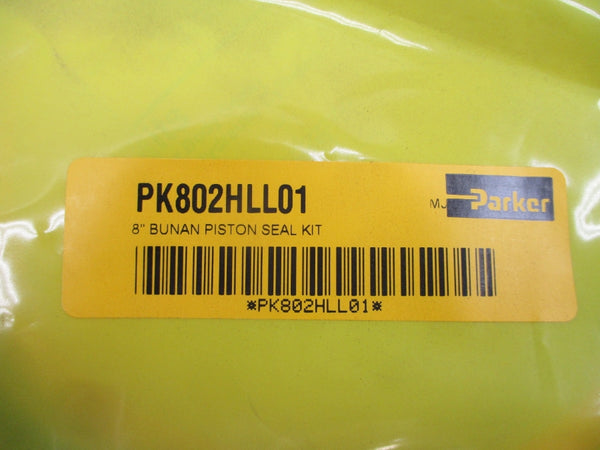 PK802HLL01
MJ Parker
8" BUNAN PISTON SEAL KIT
*PK802HLL01*